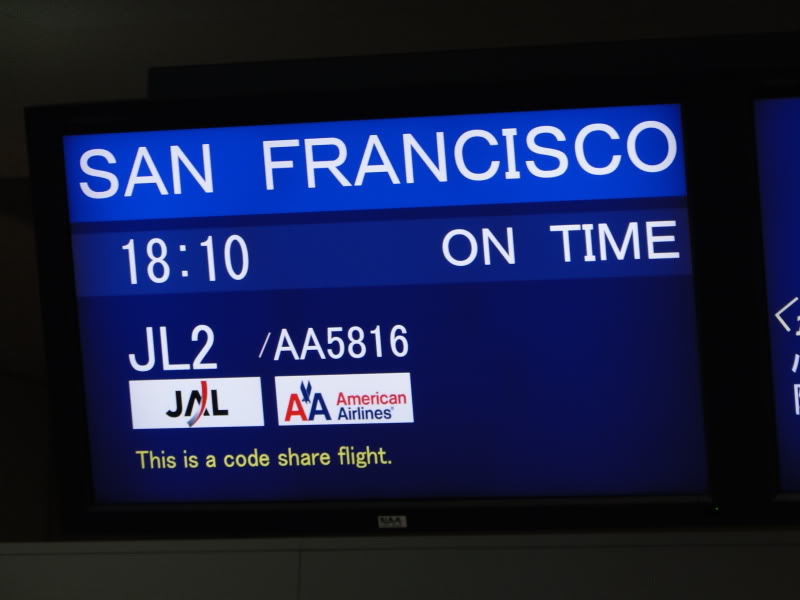 SAN FRANCISCO
18:10 ON TIME
JL2 /AA5816
JAL AA American Airlines®
This is a code share flight.